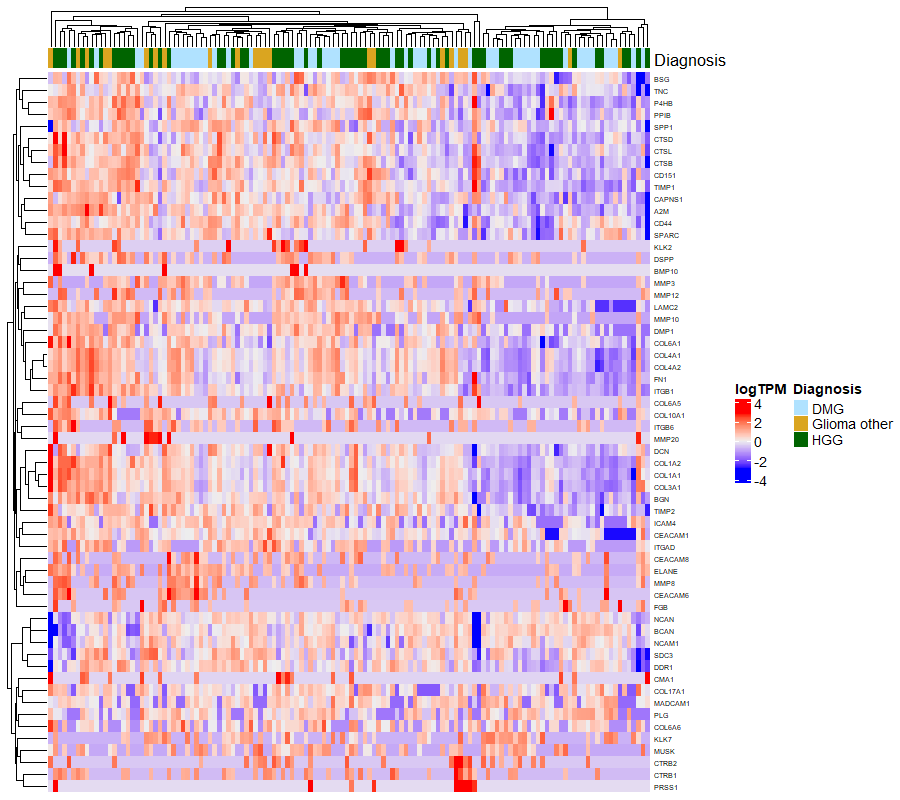 Diagnosis
BSG
TNC
P4HB
PPIB
SPP1
CTSD
CTSL
CTSB
CD151
TIMP1
CAPNS1
A2M
CD44
SPARC
KLK2
DSPP
BMP10
MMP3
MMP12
LAMC2
MMP10
DMP1
COL6A1
COL4A1
COL4A2
FN1
ITGB1
COL6A5
COL10A1
ITGB6
MMP20
DCN
COL1A2
COL1A1
COL3A1
BGN
TIMP2
ICAM4
CEACAM1
ITGAD
CEACAM8
ELANE
MMP8
CEACAM6
FGB
NCAN
BCAN
NCAM1
SDC3
DDR1
CMA1
COL17A1
MADCAM1
PLG
COL6A6
KLK7
MUSK
CTRB2
CTRB1
PRSS1
logTPM
4
2
0
-2
-4
Diagnosis
DMG
Glioma other
HGG